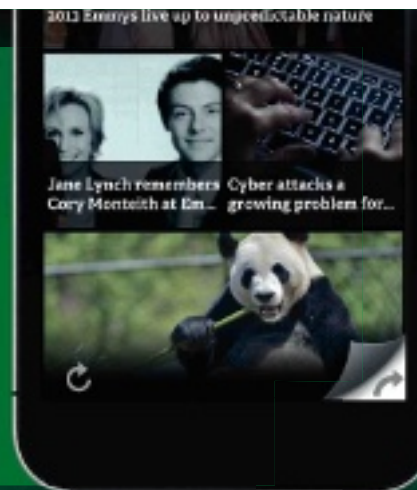 2013 Emmys live up to unpredictable nature
Jane Lynch remembers
Cory Monteith at Em...
Cyber attacks a
growing problem for...